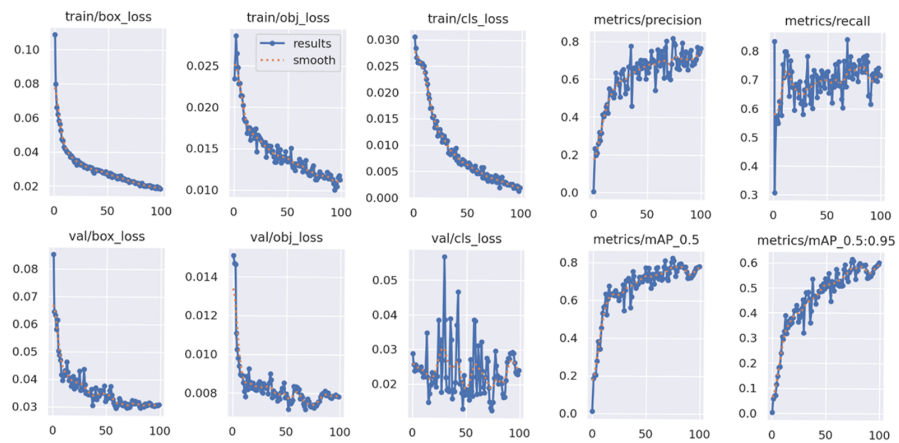 train/box_loss
train/obj_loss
train/cls_loss
metrics/precision
metrics/recall
0.10
0.08
0.06
0.04
0.02
0 50 100
results
smooth
0.025
0.020
0.015
0.010
0 50 100
0.030
0.025
0.020
0.015
0.010
0.005
0.000
0 50 100
0.8
0.6
0.4
0.2
0.0
0 50 100
0.8
0.7
0.6
0.5
0.4
0.3
0 50 100
val/box_loss
val/obj_loss
val/cls_loss
metrics/mAP_0.5
metrics/mAP_0.5:0.95
0.08
0.07
0.06
0.05
0.04
0.03
0 50 100
0.014
0.012
0.010
0.008
0 50 100
0.05
0.04
0.03
0.02
0 50 100
0.8
0.6
0.4
0.2
0.0
0 50 100
0.6
0.5
0.4
0.3
0.2
0.1
0.0
0 50 100